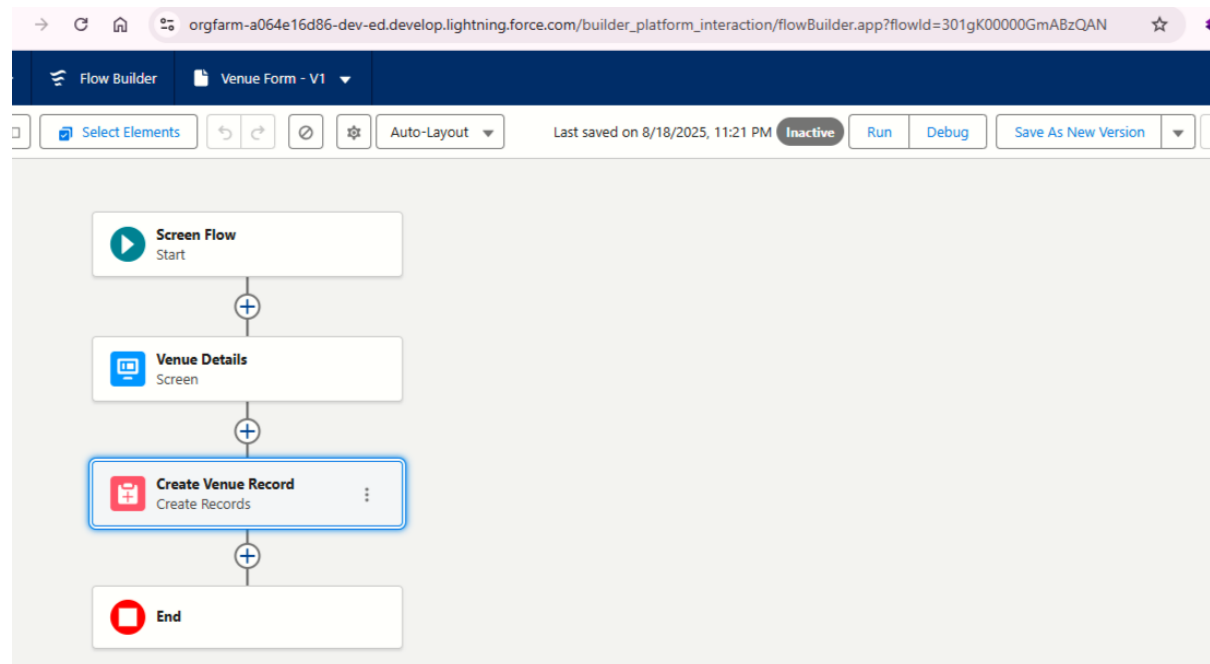 orgfarm-a064e16d86-dev-ed.develop.lightning.force.com/builder_platform_interaction/flowBuilder.app?flowId=301gK00000GmABzQAN
Flow Builder Venue Form - V1
Select Elements Auto-Layout Last saved on 8/18/2025, 11:21 PM Inactive Run Debug Save As New Version
Screen Flow
Start
Venue Details
Screen
Create Venue Record
Create Records
End